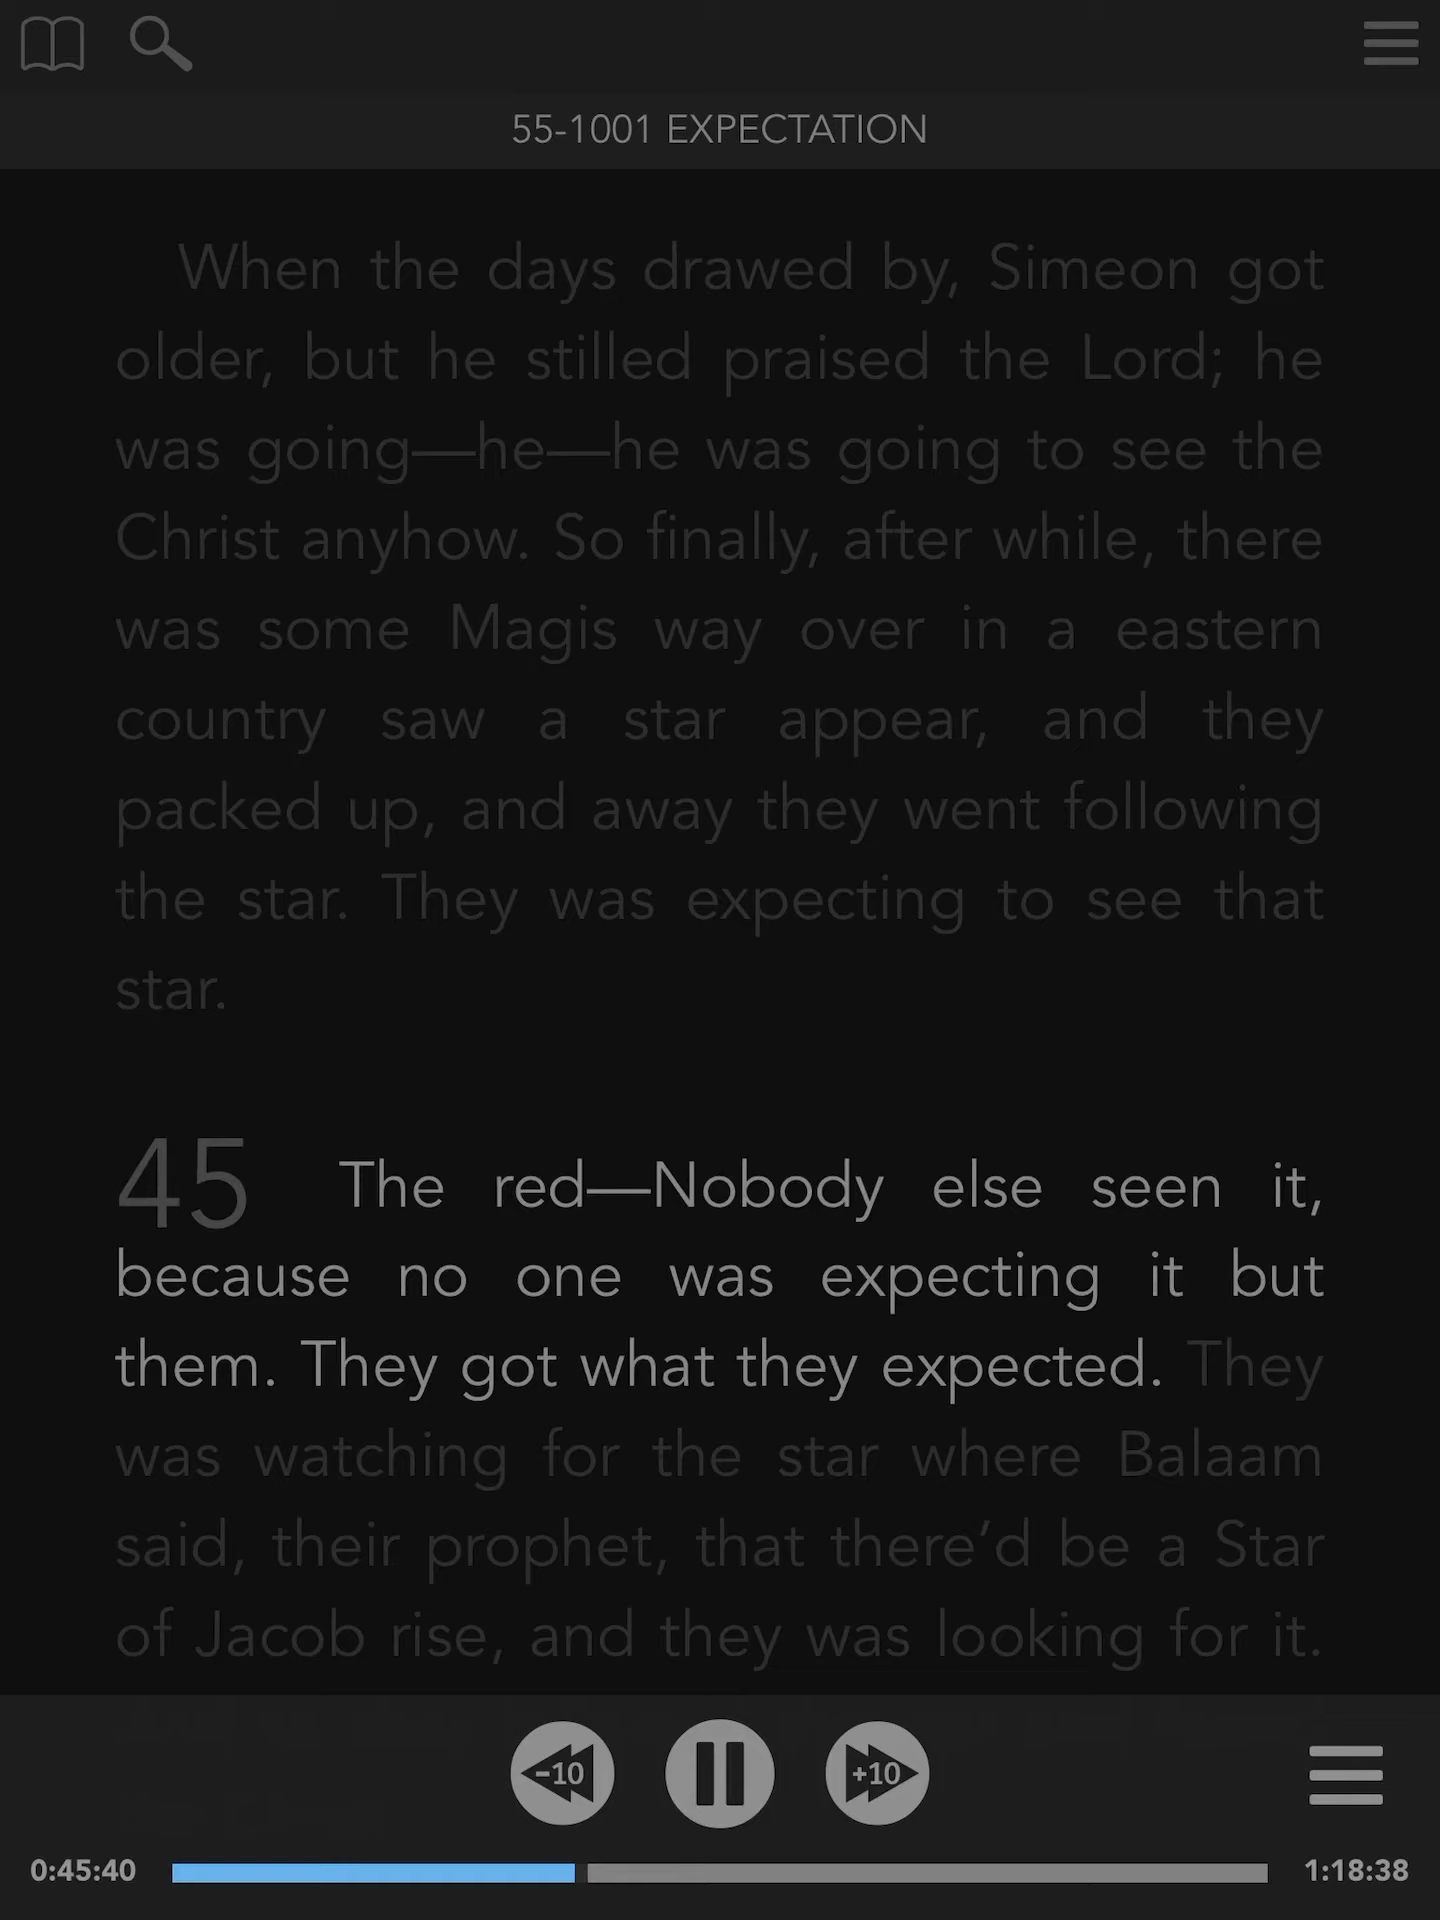 55-1001 EXPECTATION
When the days drawed by, Simeon got
older, but he stilled praised the Lord; he
was going—he—he was going to see the
Christ anyhow. So finally, after while, there
was some Magis way over in a eastern
country saw a star appear, and they
packed up, and away they went following
the star. They was expecting to see that
star.
45 The red—Nobody else seen it,
because no one was expecting it but
them. They got what they expected. They
was watching for the star where Balaam
said, their prophet, that there’d be a Star
of Jacob rise, and they was looking for it.
-10 +10
0:45:40 1:18:38